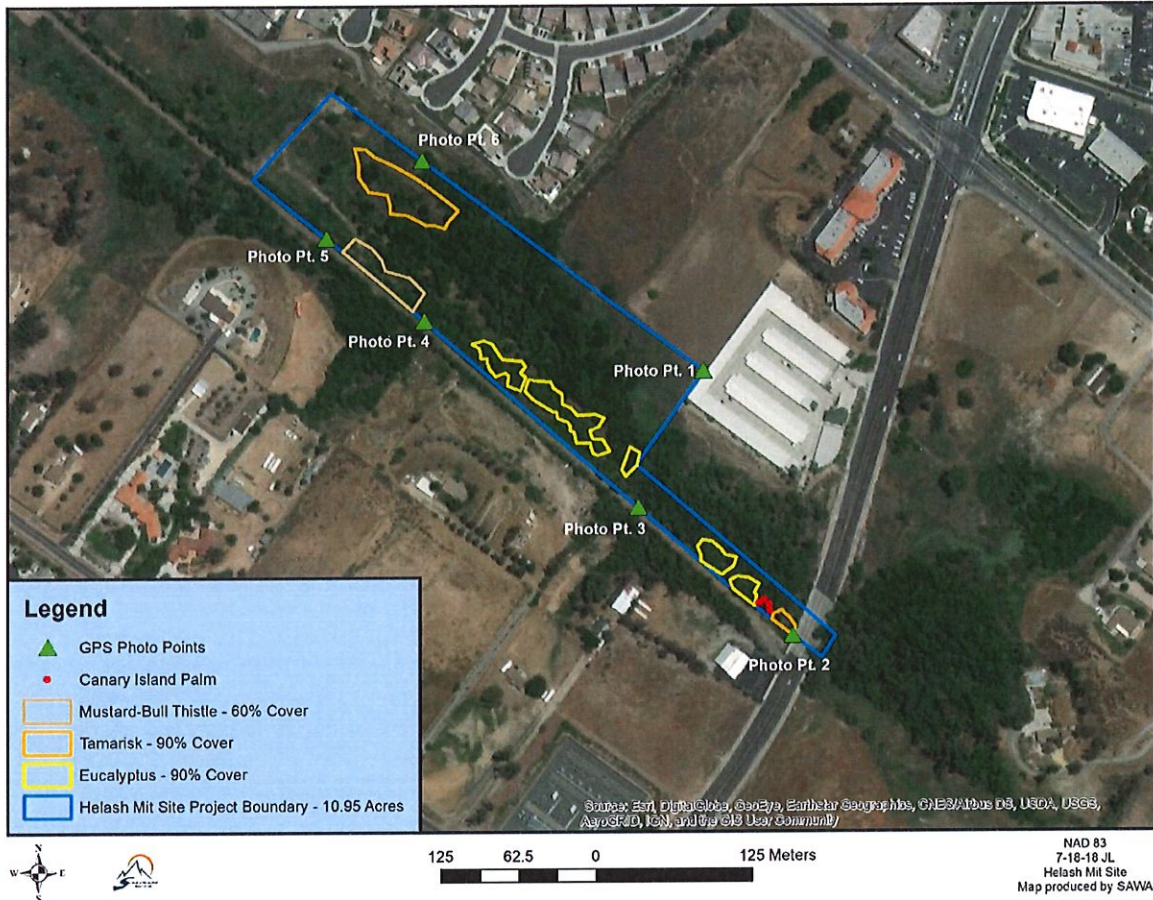 Photo Pt. 6
Photo Pt. 5
Photo Pt. 4
Photo Pt. 1
Photo Pt. 3
Photo Pt. 2
Legend
GPS Photo Points
Canary Island Palm
Mustard-Bull Thistle - 60% Cover
Tamarisk - 90% Cover
Eucalyptus - 90% Cover
Helash Mit Site Project Boundary - 10.95 Acres
Source: Esri, DigitalGlobe, GeoEye, Earthstar Geographics, CNES/Airbus DS, USDA, USGS,
AeroGRID, IGN, and the GIS User Community
N
W E
S
125 62.5 0 125 Meters
NAD 83
7-18-18 JL
Helash Mit Site
Map produced by SAWA